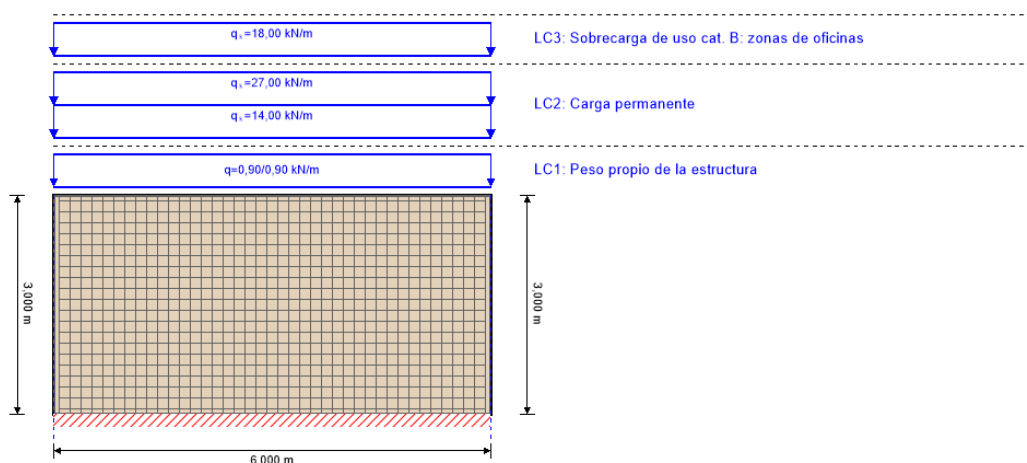 qₖ=18,00 kN/m
LC3: Sobrecarga de uso cat. B: zonas de oficinas
qₖ=27,00 kN/m
LC2: Carga permanente
qₖ=14,00 kN/m
q=0,90/0,90 kN/m
LC1: Peso propio de la estructura
3,000 m
3,000 m
6,000 m